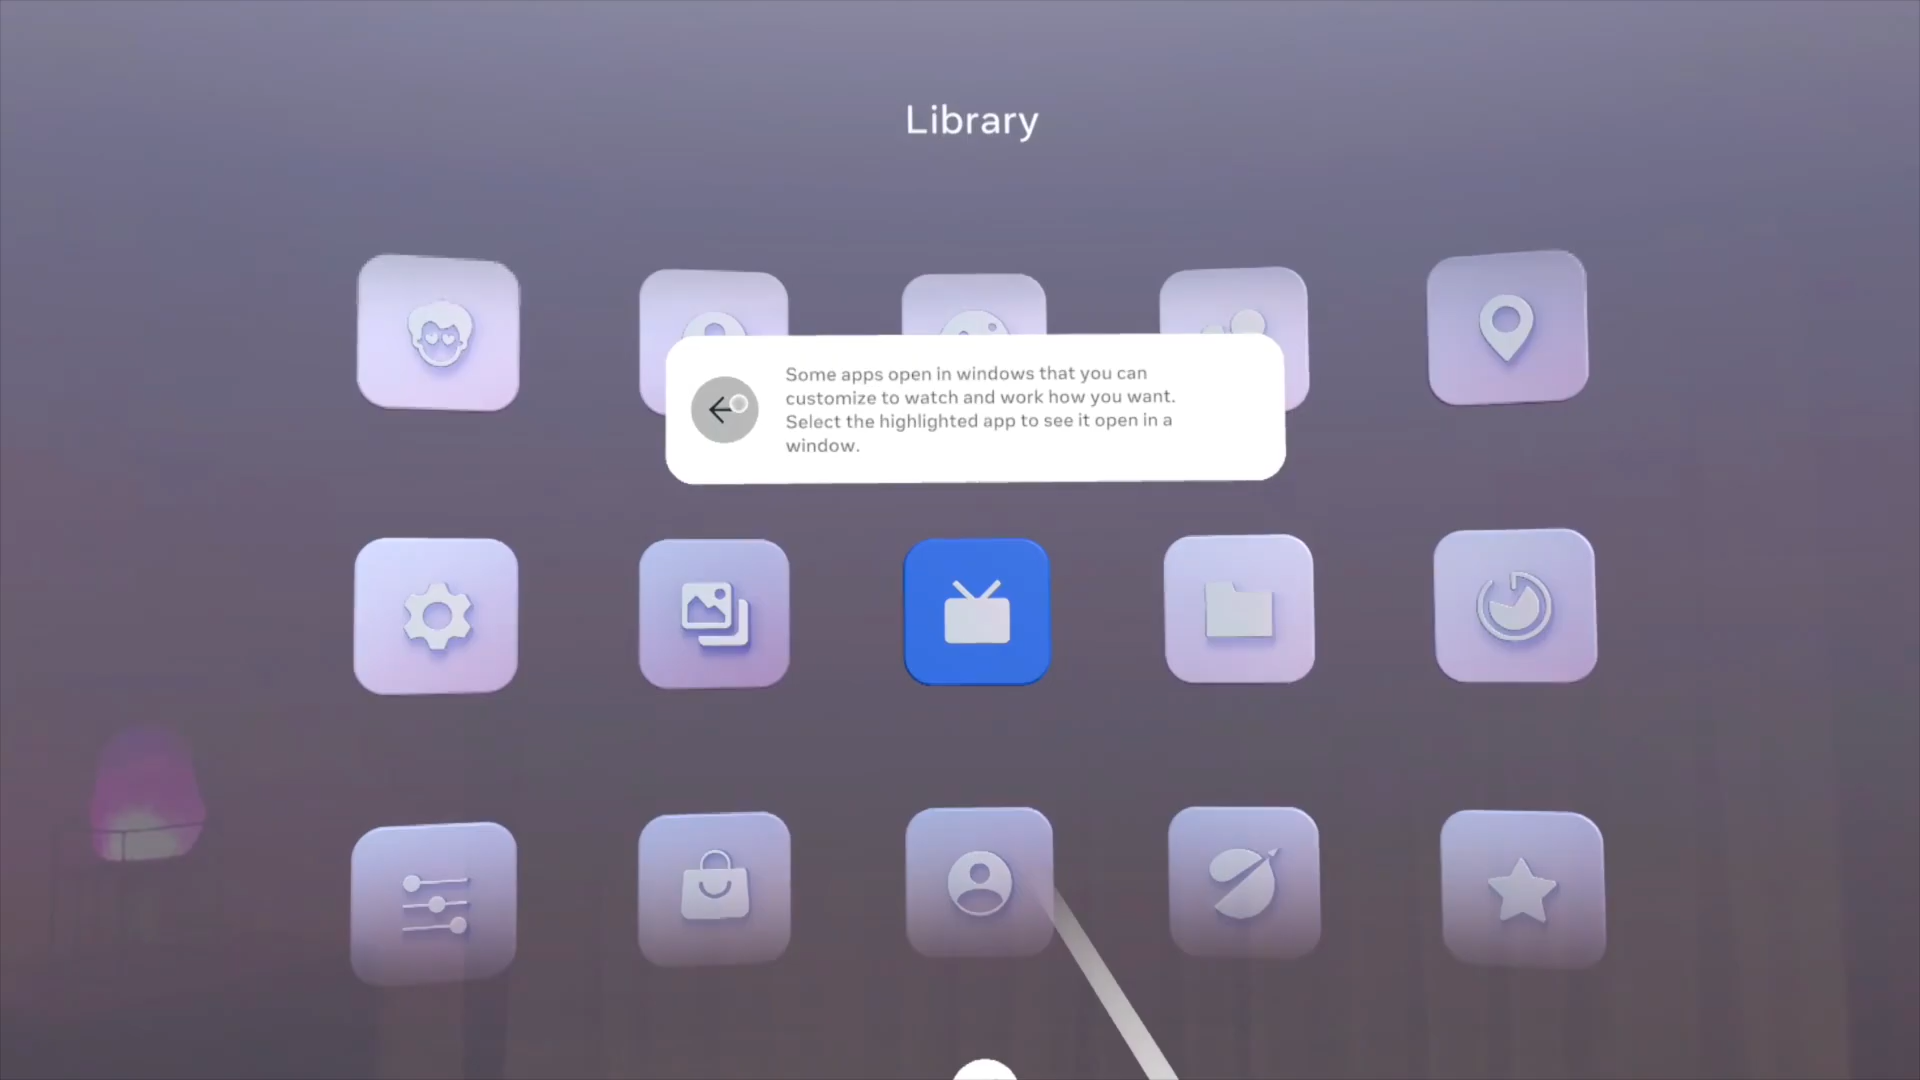 Library
Some apps open in windows that you can
customize to watch and work how you want.
Select the highlighted app to see it open in a
window.